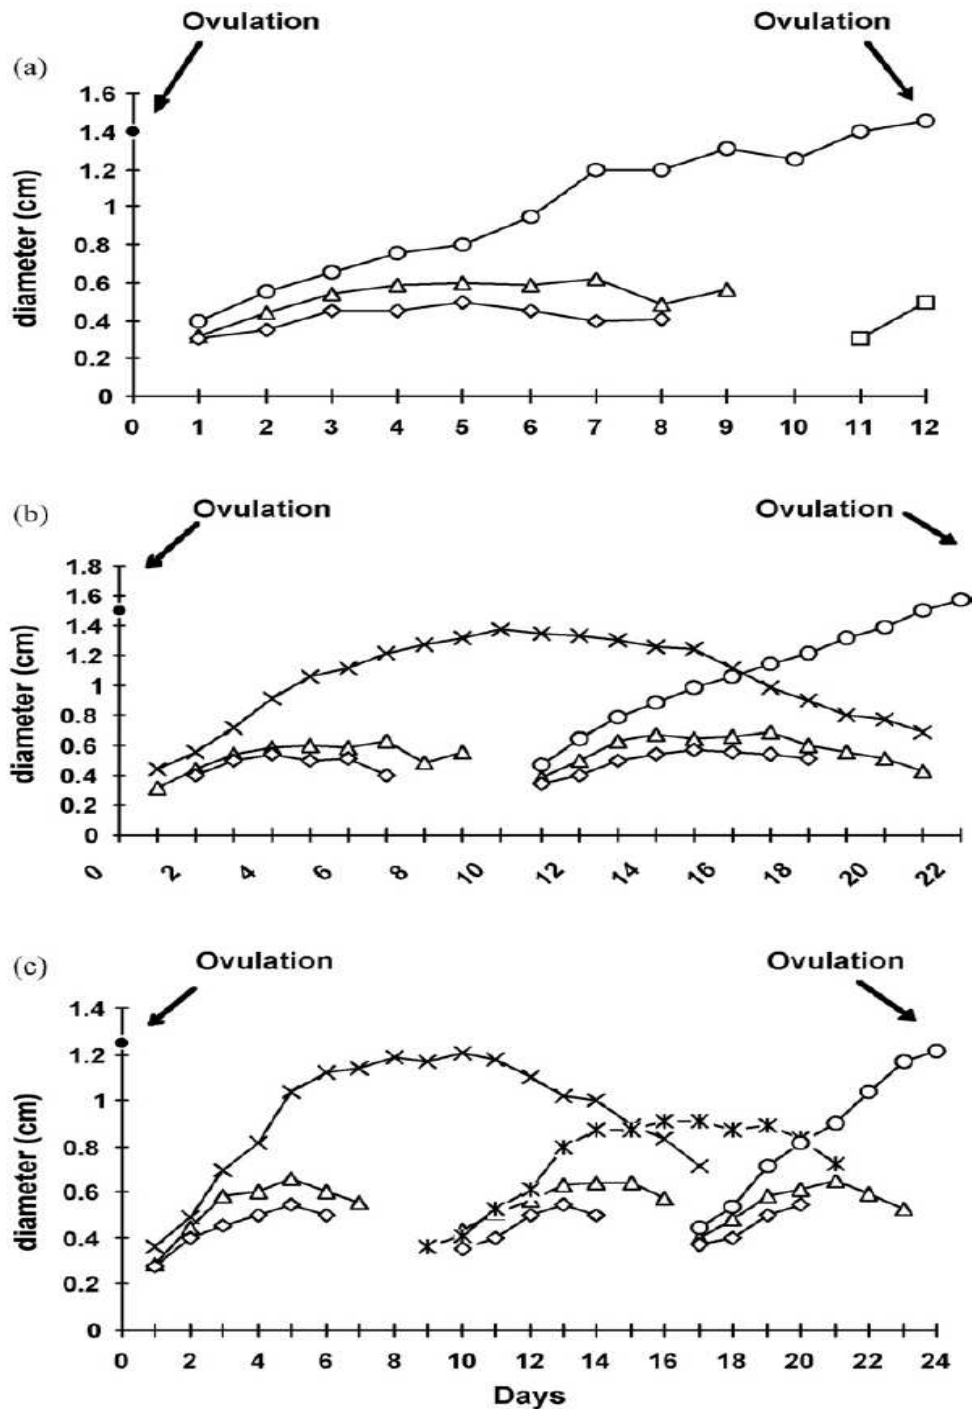 Ovulation Ovulation
(a)
1.6
1.4
1.2
1
0.8
0.6
0.4
0.2
0
diameter (cm)
0 1 2 3 4 5 6 7 8 9 10 11 12
Ovulation Ovulation
(b)
1.8
1.6
1.4
1.2
1
0.8
0.6
0.4
0.2
0
diameter (cm)
0 2 4 6 8 10 12 14 16 18 20 22
Ovulation Ovulation
(c)
1.4
1.2
1
0.8
0.6
0.4
0.2
0
diameter (cm)
0 2 4 6 8 10 12 14 16 18 20 22 24
Days